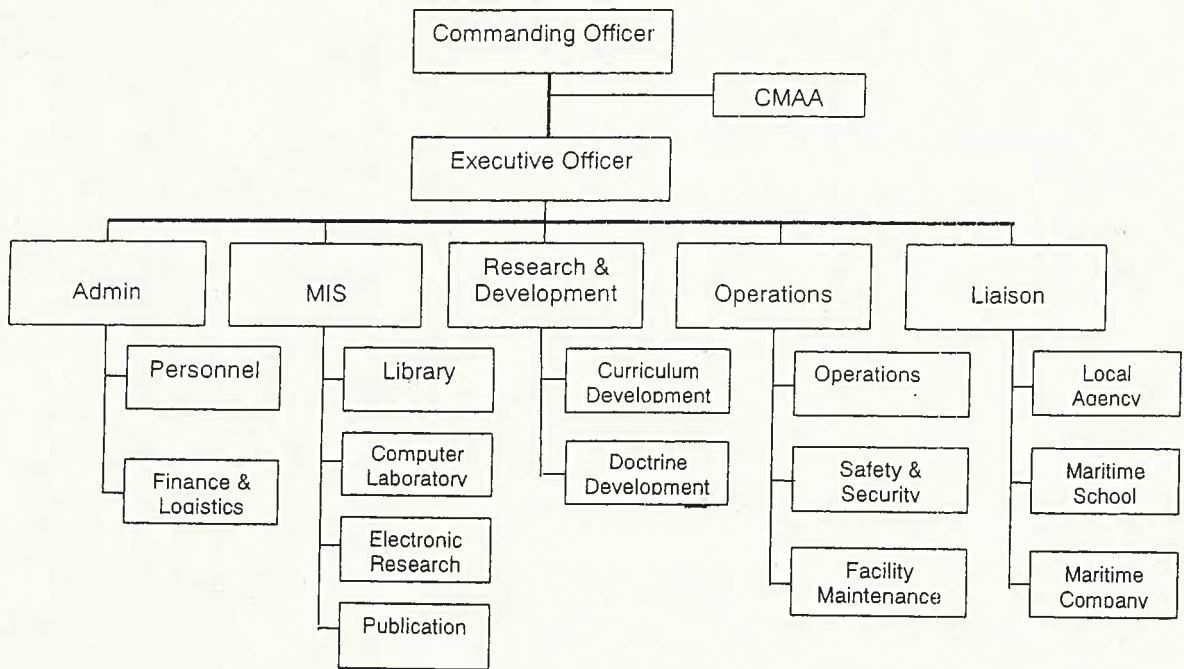 Commanding Officer
CMAA
Executive Officer
Admin
MIS
Research &
Development
Operations
Liaison
Personnel
Finance &
Logistics
Library
Computer
Laboratory
Electronic
Research
Publication
Curriculum
Development
Doctrine
Development
Operations
Safety &
Security
Facility
Maintenance
Local
Agency
Maritime
School
Maritime
Company